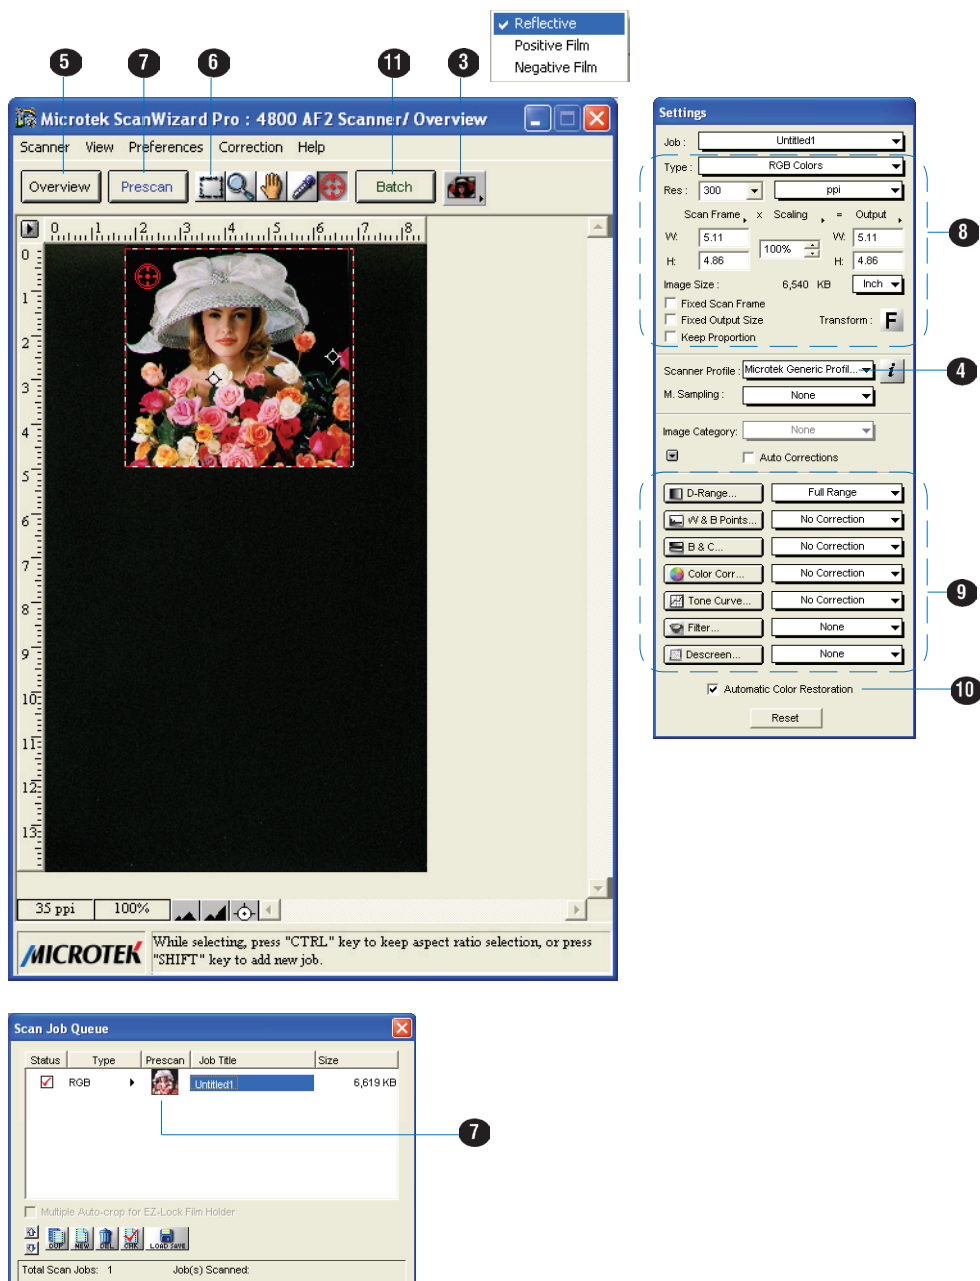 Reflective
Positive Film
Negative Film
5
7
6
11
3
Microtek ScanWizard Pro : 4800 AF2 Scanner/ Overview
Scanner View Preferences Correction Help
Overview
Prescan
Batch
0 1 2 3 4 5 6 7 8
0
1
2
3
4
5
6
7
8
9
10
11
12
13
35 ppi
100%
MICROTEK
While selecting, press "CTRL" key to keep aspect ratio selection, or press
"SHIFT" key to add new job.
Settings
Job : Untitled1
Type : RGB Colors
Res : 300 ppi
Scan Frame x Scaling = Output
W: 5.11 100% W: 5.11
H: 4.86 H: 4.86
Image Size : 6,540 KB Inch
Fixed Scan Frame
Fixed Output Size Transform : F
Keep Proportion
8
Scanner Profile : Microtek Generic Profil... i
4
M. Sampling : None
Image Category: None
Auto Corrections
D-Range... Full Range
W & B Points... No Correction
B & C... No Correction
Color Corr... No Correction
Tone Curve... No Correction
Filter... None
Descreen... None
9
Automatic Color Restoration
10
Reset
Scan Job Queue
Status Type Prescan Job Title Size
RGB Untitled1 6,619 KB
7
Multiple Auto-crop for EZ-Lock Film Holder
DUP NEW DEL CHK LOAD SAVE
Total Scan Jobs: 1 Job(s) Scanned: